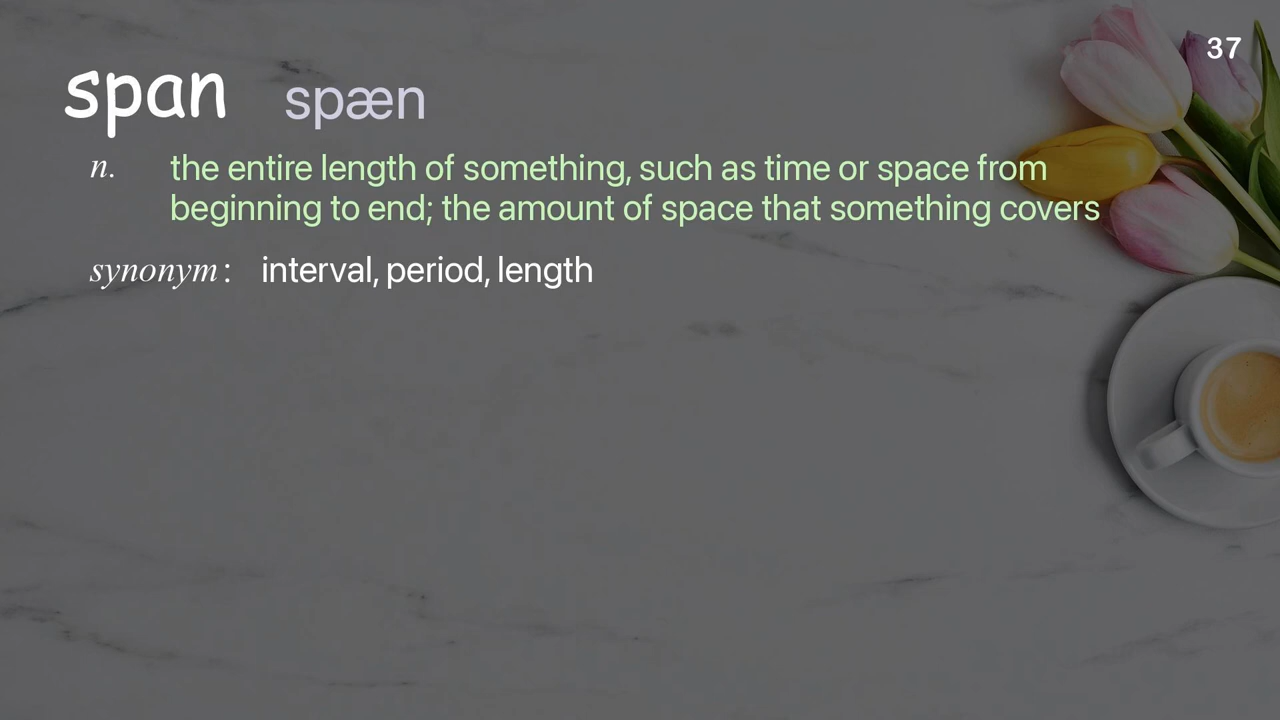 37
span spæn
n. the entire length of something, such as time or space from
beginning to end; the amount of space that something covers
synonym : interval, period, length